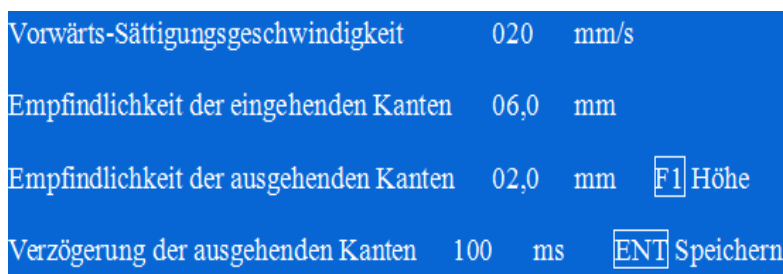 Vorwärts-Sättigungsgeschwindigkeit 020 mm/s
Empfindlichkeit der eingehenden Kanten 06,0 mm
Empfindlichkeit der ausgehenden Kanten 02,0 mm F1 Höhe
Verzögerung der ausgehenden Kanten 100 ms ENT Speichern